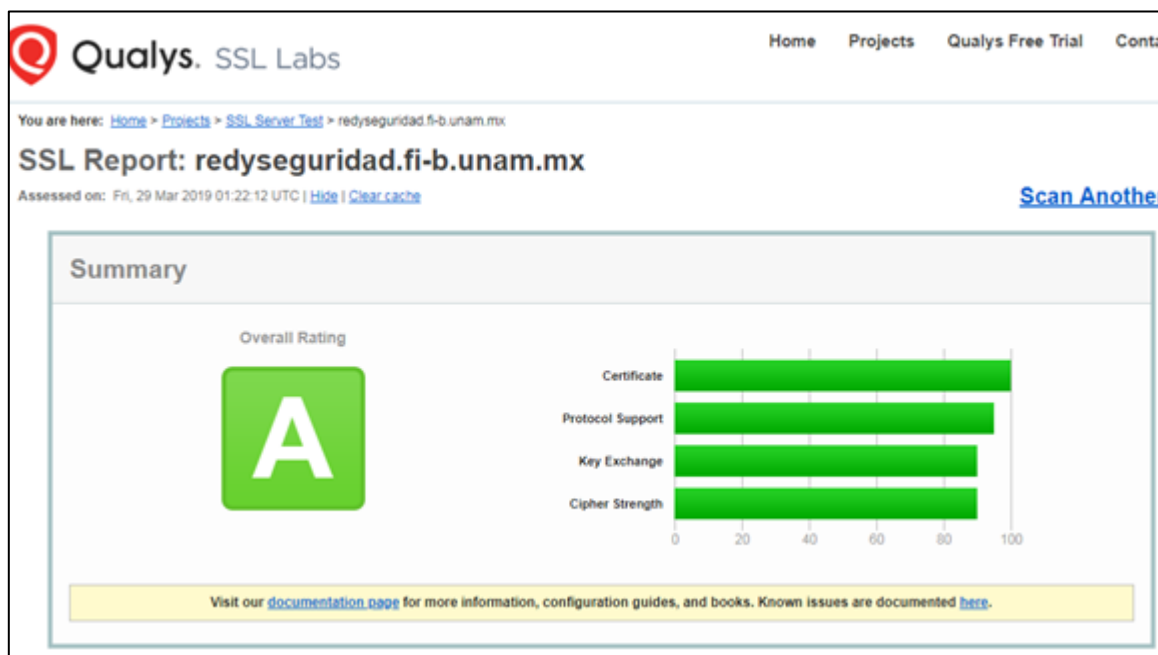 Qualys. SSL Labs
Home Projects Qualys Free Trial Conta
You are here: Home > Projects > SSL Server Test > redyseguridad.fi-b.unam.mx
SSL Report: redyseguridad.fi-b.unam.mx
Assessed on: Fri, 29 Mar 2019 01:22:12 UTC | Hide | Clear cache
Scan Another
Summary
Overall Rating
A
Certificate
Protocol Support
Key Exchange
Cipher Strength
0 20 40 60 80 100
Visit our documentation page for more information, configuration guides, and books. Known issues are documented here.